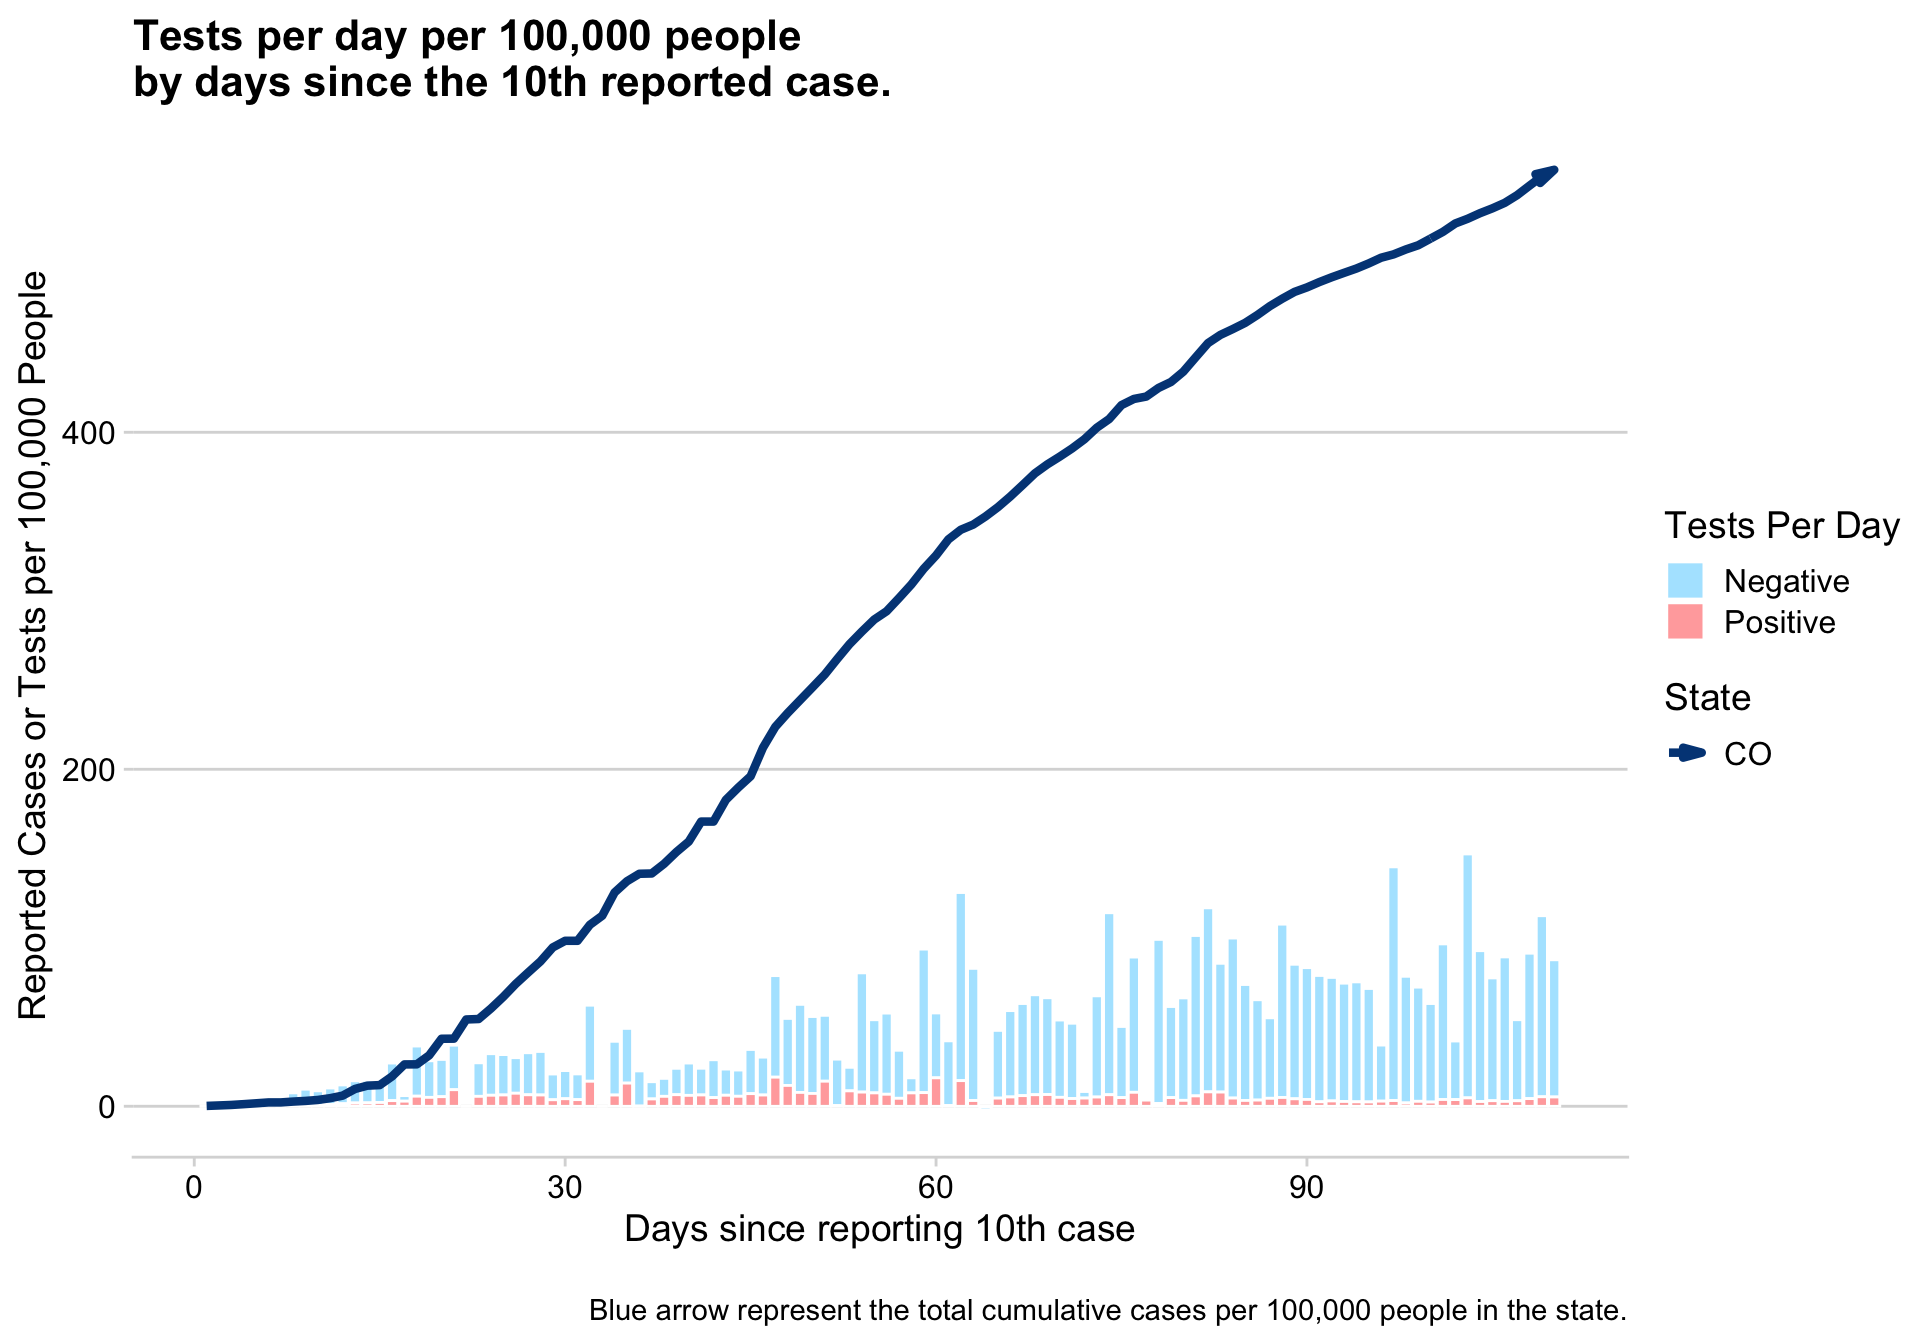 Tests per day per 100,000 people
by days since the 10th reported case.
Reported Cases or Tests per 100,000 People
400
200
0
0 30 60 90
Days since reporting 10th case
Tests Per Day
Negative
Positive
State
CO
Blue arrow represent the total cumulative cases per 100,000 people in the state.